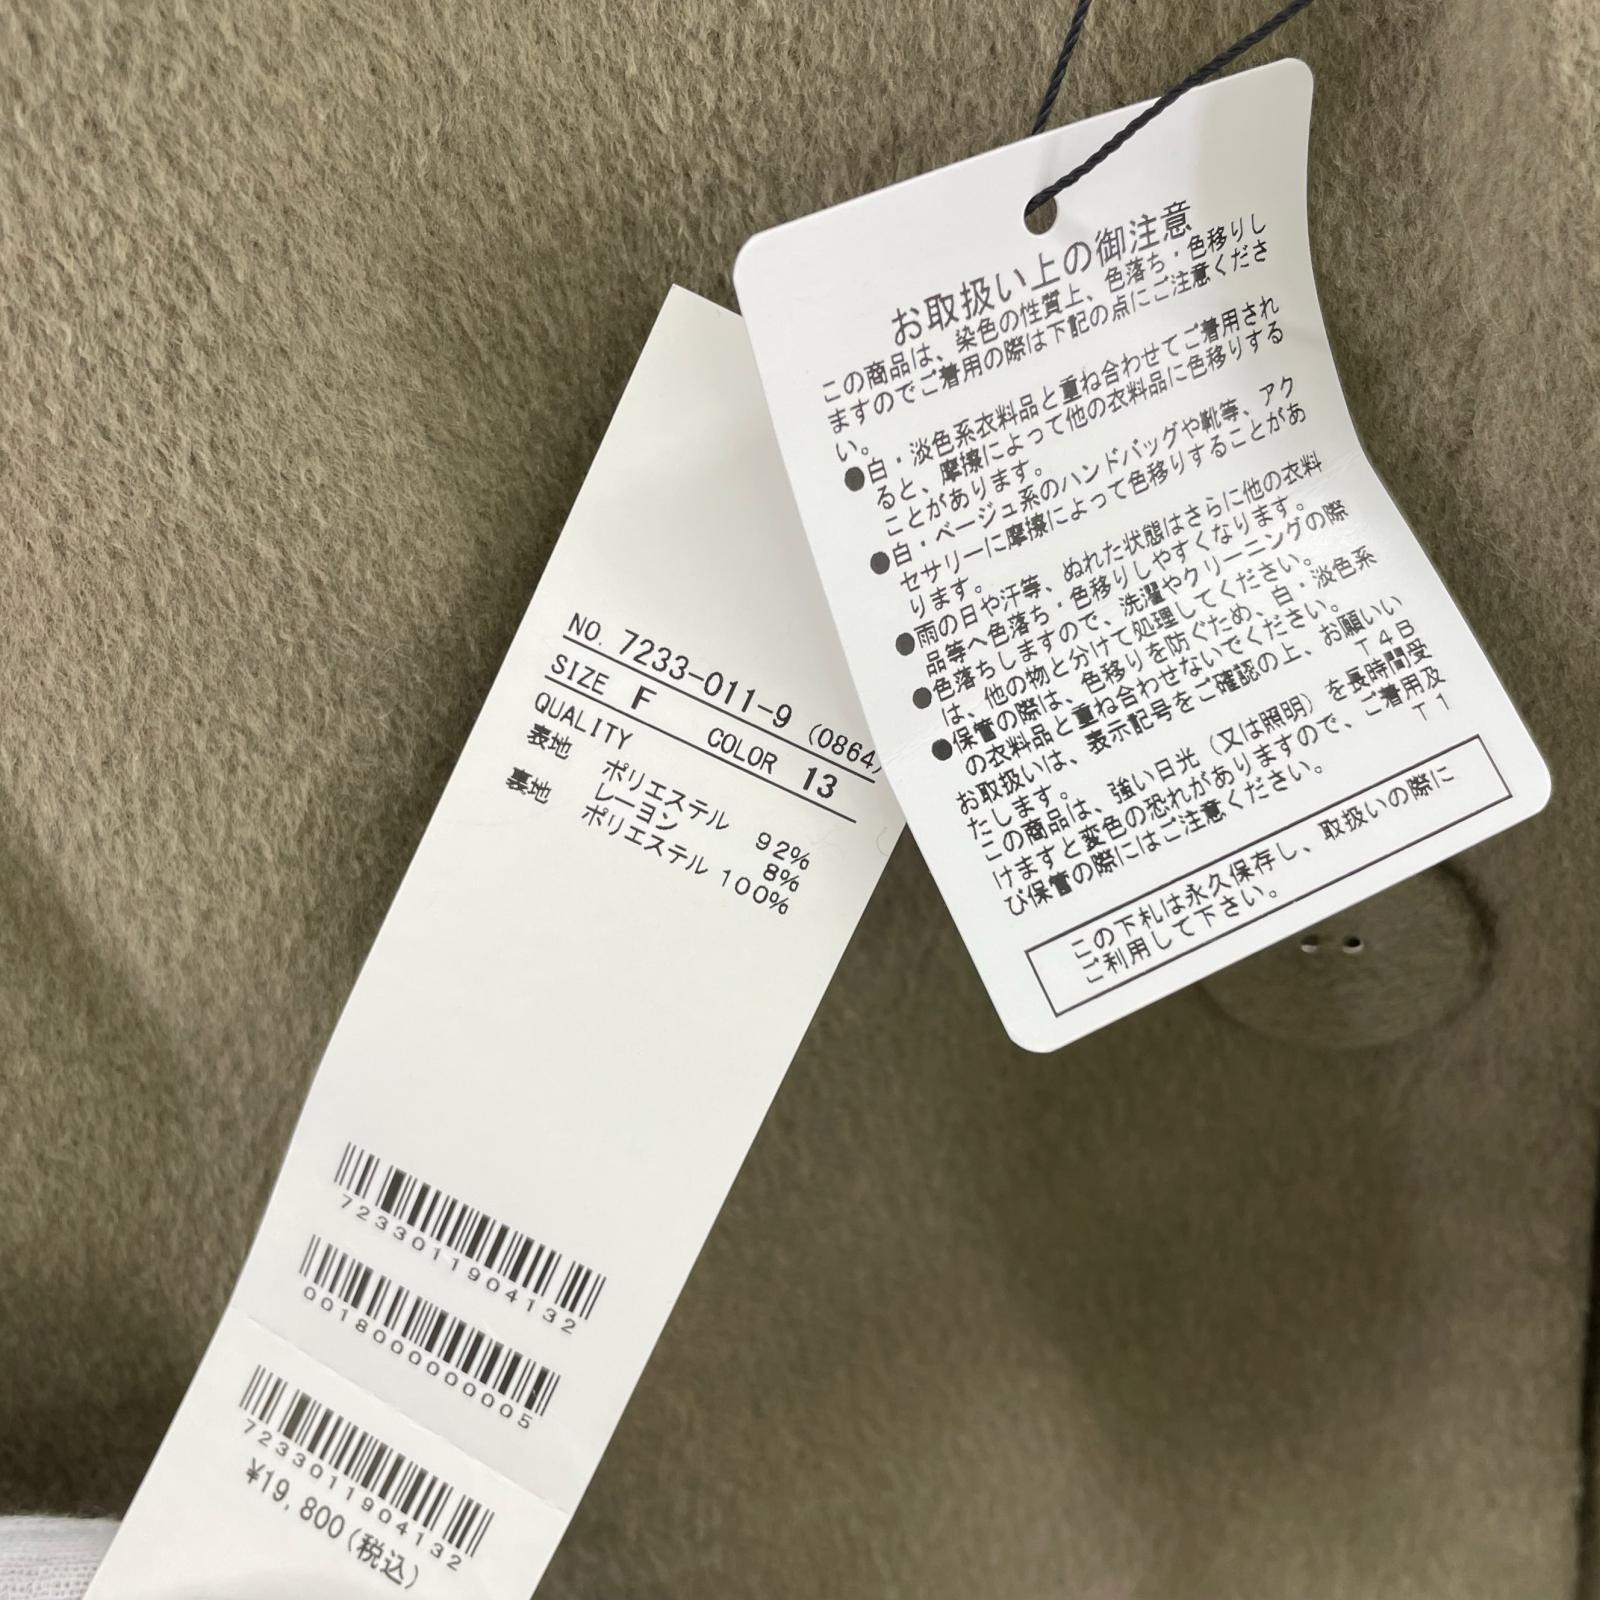 NO. 7233-011-9 (0864)
SIZE F COLOR 13
QUALITY
表地 ポリエステル 92%
レーヨン 8%
裏地 ポリエステル 100%
7233011904132
0018000000005
7233011904132
¥19,800(税込)
お取扱い上の御注意
この商品は、染色の性質上、色落ち・色移りし
ますのでご着用の際は下記の点にご注意くださ
い。
●白・淡色系衣料品と重ね合わせてご着用され
ると、摩擦によって他の衣料品に色移りする
ことがあります。
●白・ベージュ系のハンドバッグや靴等、アク
セサリーに摩擦によって色移りすることがあ
ります。
●雨の日や汗等、ぬれた状態はさらに他の衣料
品等へ色落ち・色移りしやすくなります。
●色落ちしますので、洗濯やクリーニングの際
は、他の物と分けて処理してください。
●保管の際は、色移りを防ぐため、白・淡色系
の衣料品と重ね合わせないでください。
お取扱いは、表示記号をご確認の上、お願いい
たします。 T4B
この商品は、強い日光(又は照明)を長時間受
けますと変色の恐れがありますので、ご着用及
び保管の際にはご注意ください。 T1
この下札は永久保存し、取扱いの際に
ご利用して下さい。